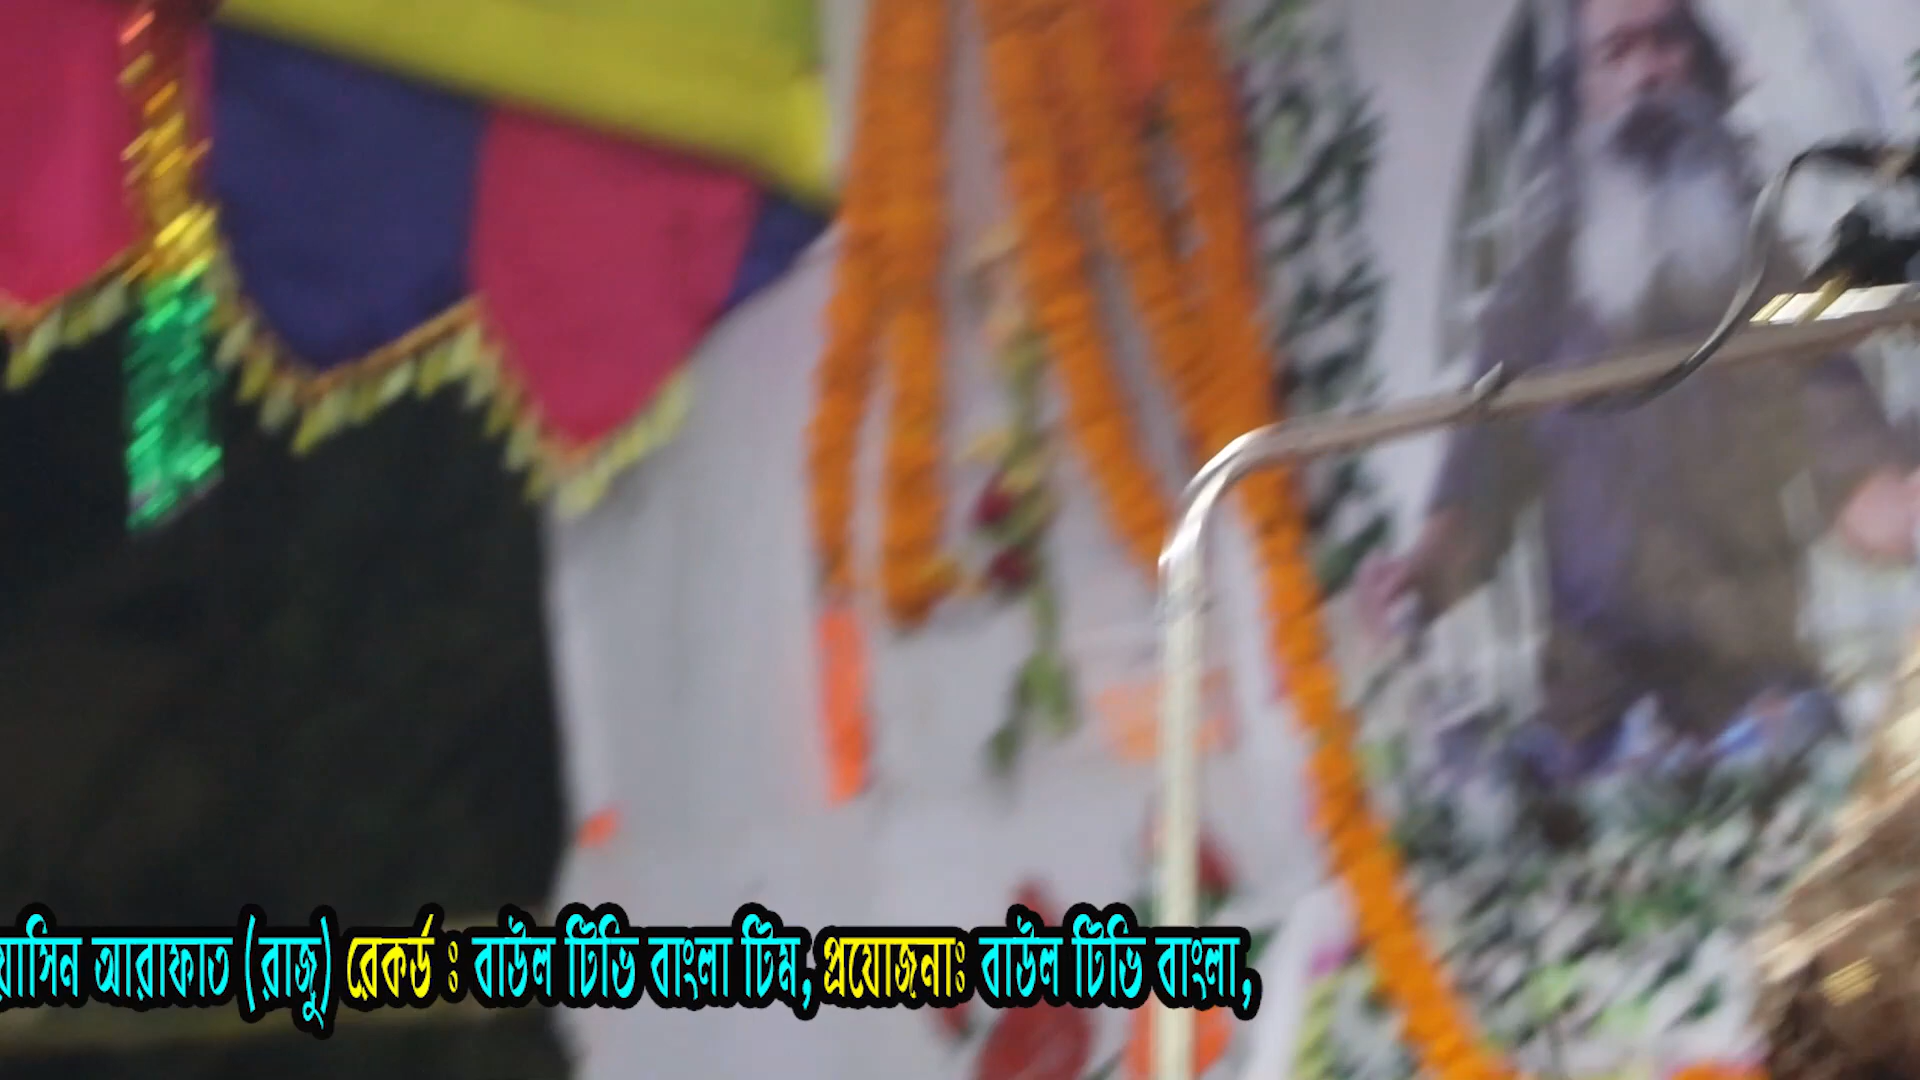 য়াসিন আরাফাত (রাজু) রেকর্ড : বাউল টিভি বাংলা টিম, প্রযোজনাঃ বাউল টিভি বাংলা,